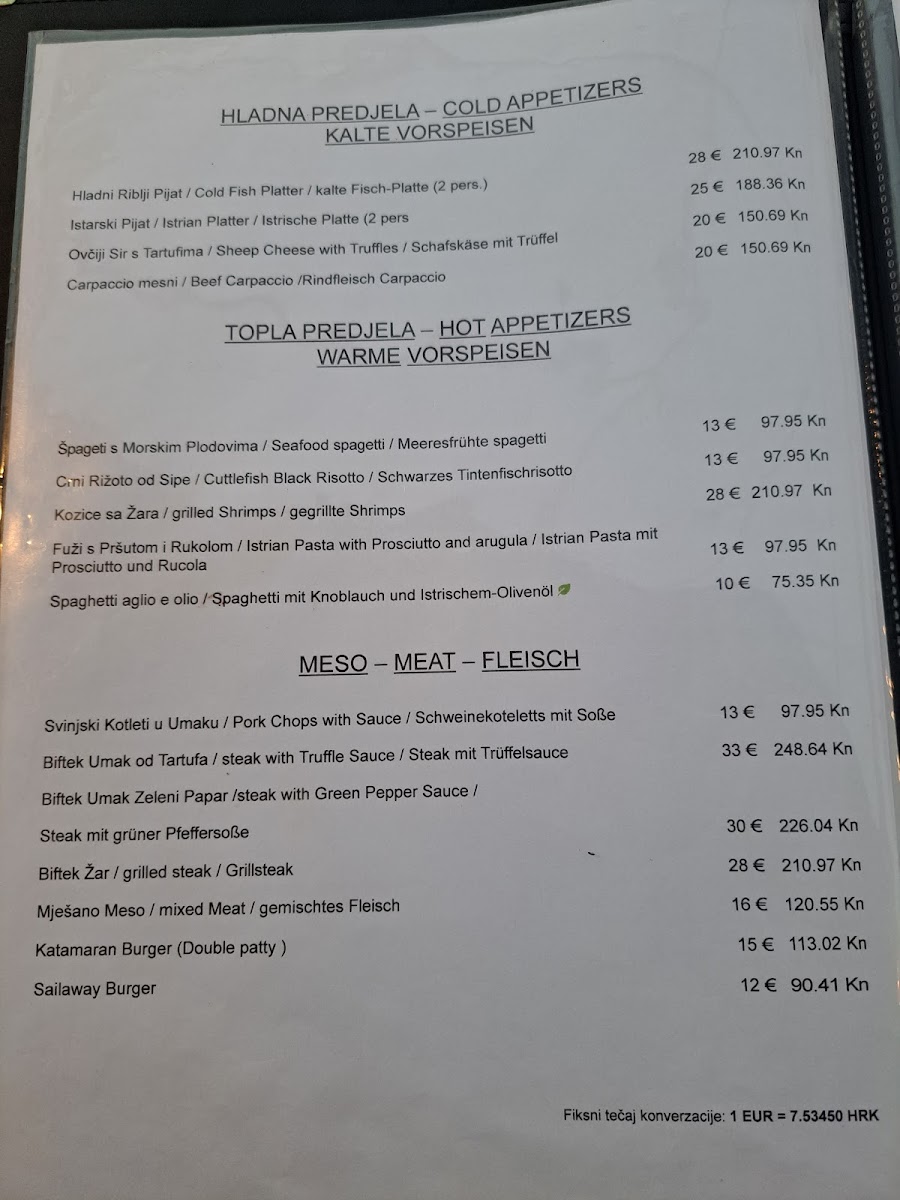 HLADNA PREDJELA – COLD APPETIZERS
KALTE VORSPEISEN
Hladni Riblji Pijat / Cold Fish Platter / kalte Fisch-Platte (2 pers.) 28 € 210.97 Kn
Istarski Pijat / Istrian Platter / Istrische Platte (2 pers 25 € 188.36 Kn
Ovčiji Sir s Tartufima / Sheep Cheese with Truffles / Schafskäse mit Trüffel 20 € 150.69 Kn
Carpaccio mesni / Beef Carpaccio /Rindfleisch Carpaccio 20 € 150.69 Kn
TOPLA PREDJELA – HOT APPETIZERS
WARME VORSPEISEN
Špageti s Morskim Plodovima / Seafood spagetti / Meeresfrühte spagetti 13 € 97.95 Kn
Crni Rižoto od Sipe / Cuttlefish Black Risotto / Schwarzes Tintenfischrisotto 13 € 97.95 Kn
Kozice sa Žara / grilled Shrimps / gegrillte Shrimps 28 € 210.97 Kn
Fuži s Pršutom i Rukolom / Istrian Pasta with Prosciutto and arugula / Istrian Pasta mit
Prosciutto und Rucola 13 € 97.95 Kn
Spaghetti aglio e olio / Spaghetti mit Knoblauch und Istrischem-Olivenöl 10 € 75.35 Kn
MESO – MEAT – FLEISCH
Svinjski Kotleti u Umaku / Pork Chops with Sauce / Schweinekoteletts mit Soße 13 € 97.95 Kn
Biftek Umak od Tartufa / steak with Truffle Sauce / Steak mit Trüffelsauce 33 € 248.64 Kn
Biftek Umak Zeleni Papar /steak with Green Pepper Sauce /
Steak mit grüner Pfeffersoße 30 € 226.04 Kn
Biftek Žar / grilled steak / Grillsteak 28 € 210.97 Kn
Mješano Meso / mixed Meat / gemischtes Fleisch 16 € 120.55 Kn
Katamaran Burger (Double patty ) 15 € 113.02 Kn
Sailaway Burger 12 € 90.41 Kn
Fiksni tečaj konverzacije: 1 EUR = 7.53450 HRK